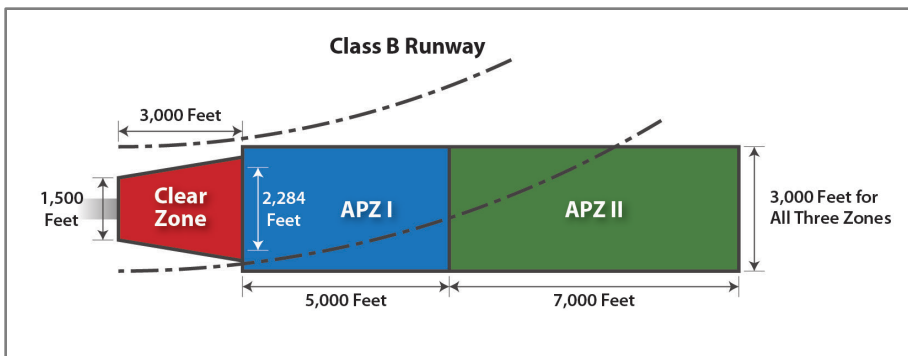 Class B Runway
3,000 Feet
1,500
Feet
Clear
Zone
2,284
Feet
APZ I
APZ II
3,000 Feet for
All Three Zones
5,000 Feet
7,000 Feet